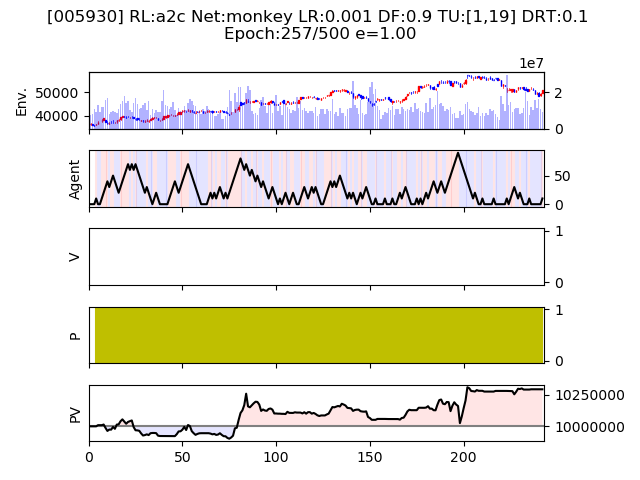 [005930] RL:a2c Net:monkey LR:0.001 DF:0.9 TU:[1,19] DRT:0.1
Epoch:257/500 e=1.00
1e7
Env.
50000
40000
2
0
Agent
50
0
V
1
0
P
1
0
PV
10250000
10000000
0 50 100 150 200